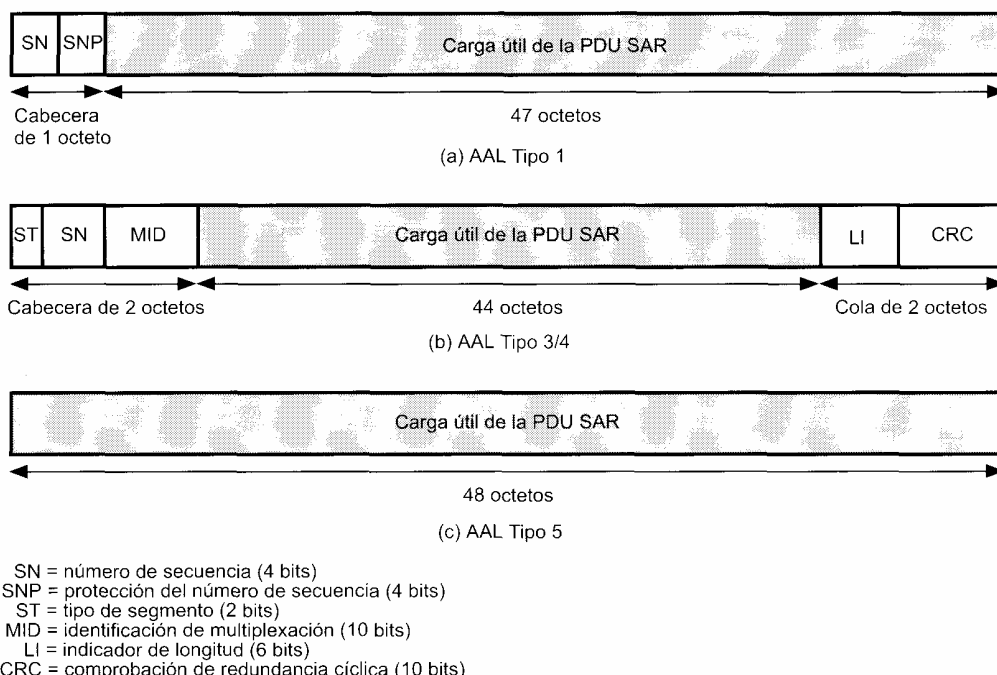 SN SNP Carga útil de la PDU SAR
Cabecera
de 1 octeto
47 octetos
(a) AAL Tipo 1
ST SN MID Carga útil de la PDU SAR LI CRC
Cabecera de 2 octetos 44 octetos Cola de 2 octetos
(b) AAL Tipo 3/4
Carga útil de la PDU SAR
48 octetos
(c) AAL Tipo 5
SN = número de secuencia (4 bits)
SNP = protección del número de secuencia (4 bits)
ST = tipo de segmento (2 bits)
MID = identificación de multiplexación (10 bits)
LI = indicador de longitud (6 bits)
CRC = comprobación de redundancia cíclica (10 bits)